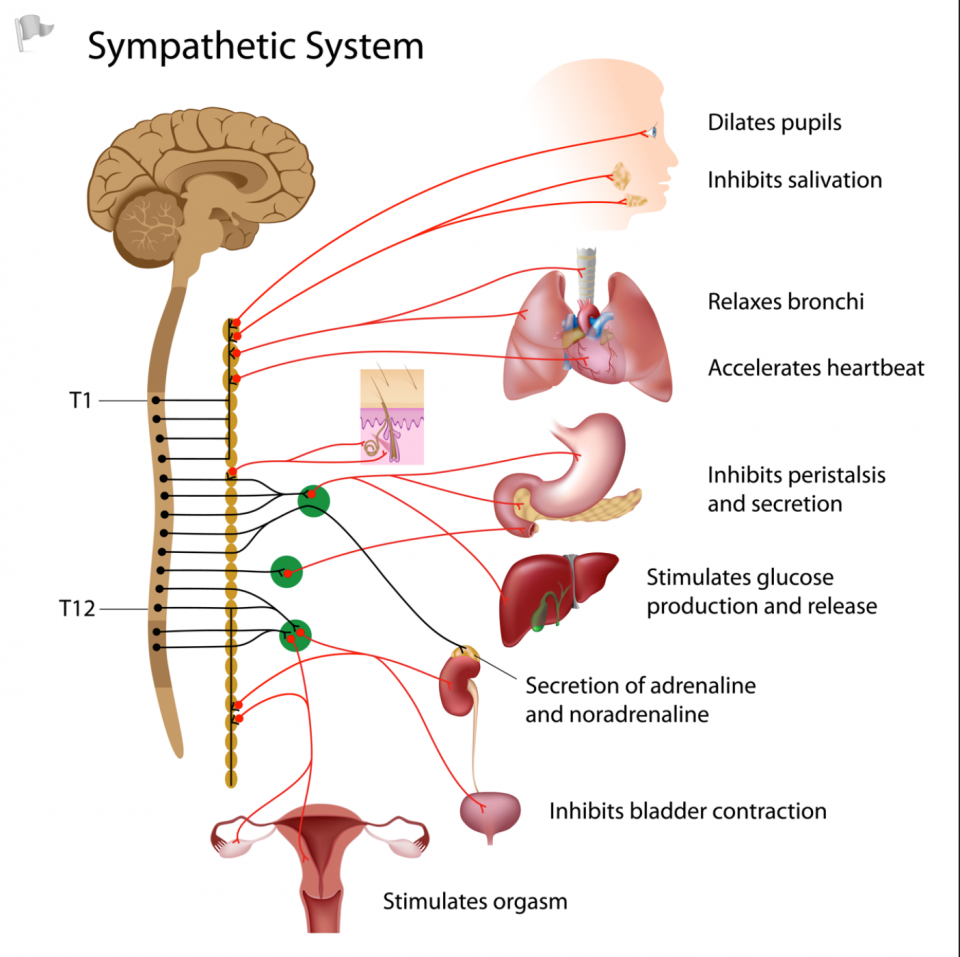 Sympathetic System
Dilates pupils
Inhibits salivation
Relaxes bronchi
Accelerates heartbeat
T1
Inhibits peristalsis
and secretion
Stimulates glucose
production and release
T12
Secretion of adrenaline
and noradrenaline
Inhibits bladder contraction
Stimulates orgasm